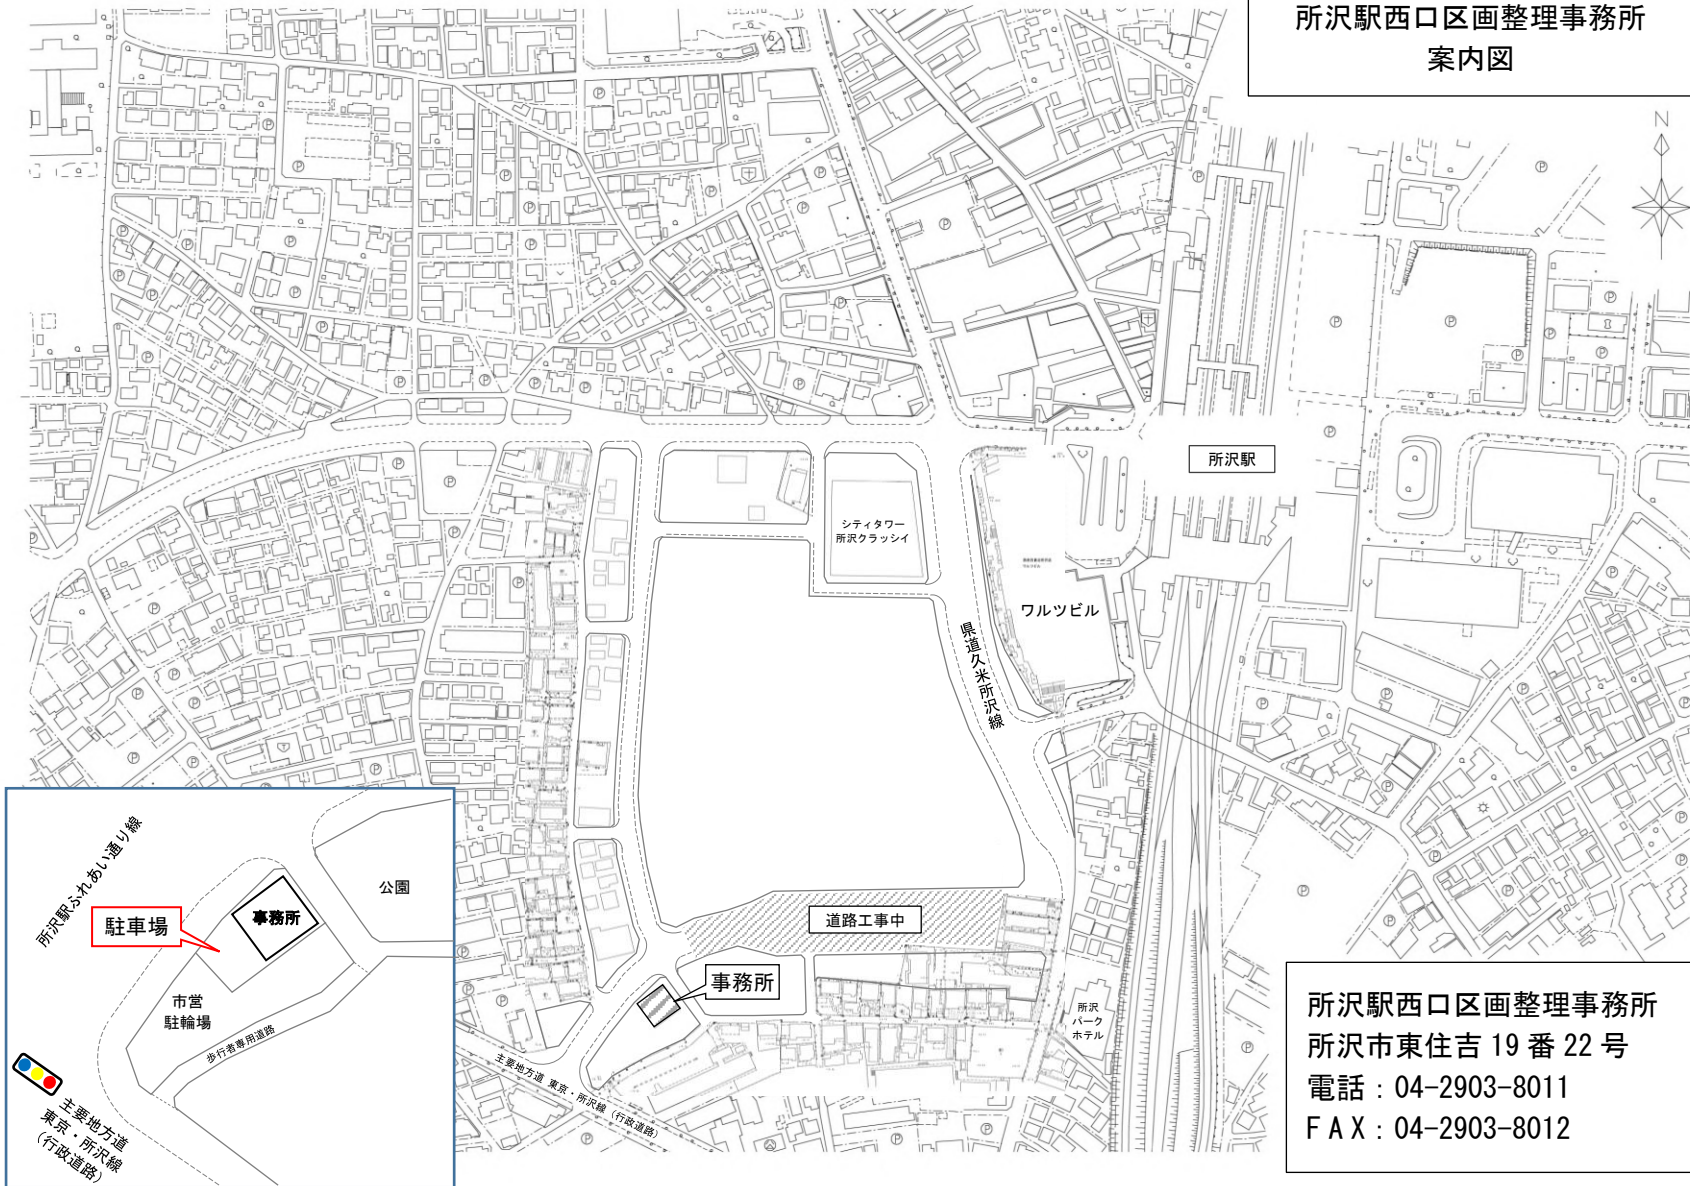 所沢駅西口区画整理事務所
案内図
N
所沢駅
シティタワー
所沢クラッシィ
ワルツビル
県道久米所沢線
道路工事中
事務所
所沢
パーク
ホテル
主要地方道 東京・所沢線（行政道路）
所沢駅ふれあい通り線
公園
駐車場
事務所
市営
駐輪場
歩行者専用道路
主要地方道
東京・所沢線
（行政道路）
所沢駅西口区画整理事務所
所沢市東住吉 19 番 22 号
電話：04-2903-8011
ＦＡＸ：04-2903-8012